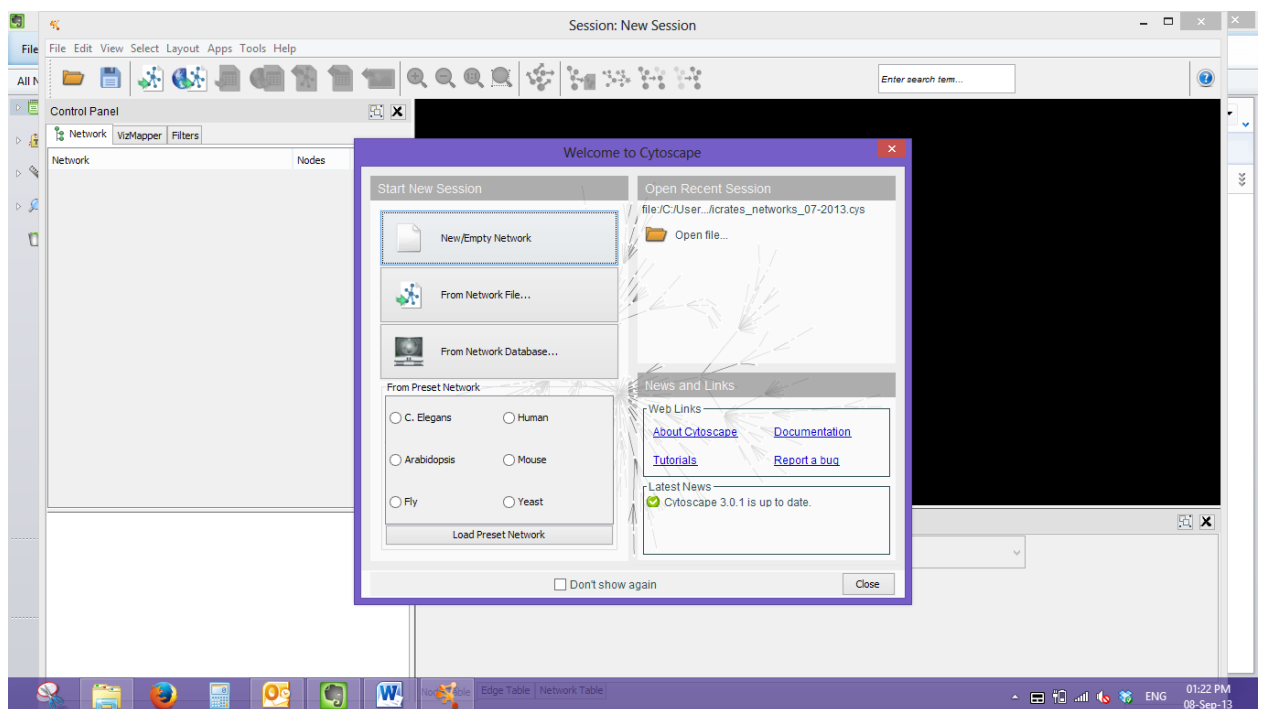 Session: New Session
File
File Edit View Select Layout Apps Tools Help
All N
Enter search term...
Control Panel
Network VizMapper Filters
Network Nodes
Welcome to Cytoscape
Start New Session
New/Empty Network
From Network File...
From Network Database...
From Preset Network
C. Elegans Human
Arabidopsis Mouse
Fly Yeast
Load Preset Network
Open Recent Session
file:/C:/User.../icrates_networks_07-2013.cys
Open file...
News and Links
Web Links
About Cytoscape Documentation
Tutorials Report a bug
Latest News
Cytoscape 3.0.1 is up to date.
Don't show again
Close
Edge Table Network Table
ENG
01:22 PM
08-Sep-13